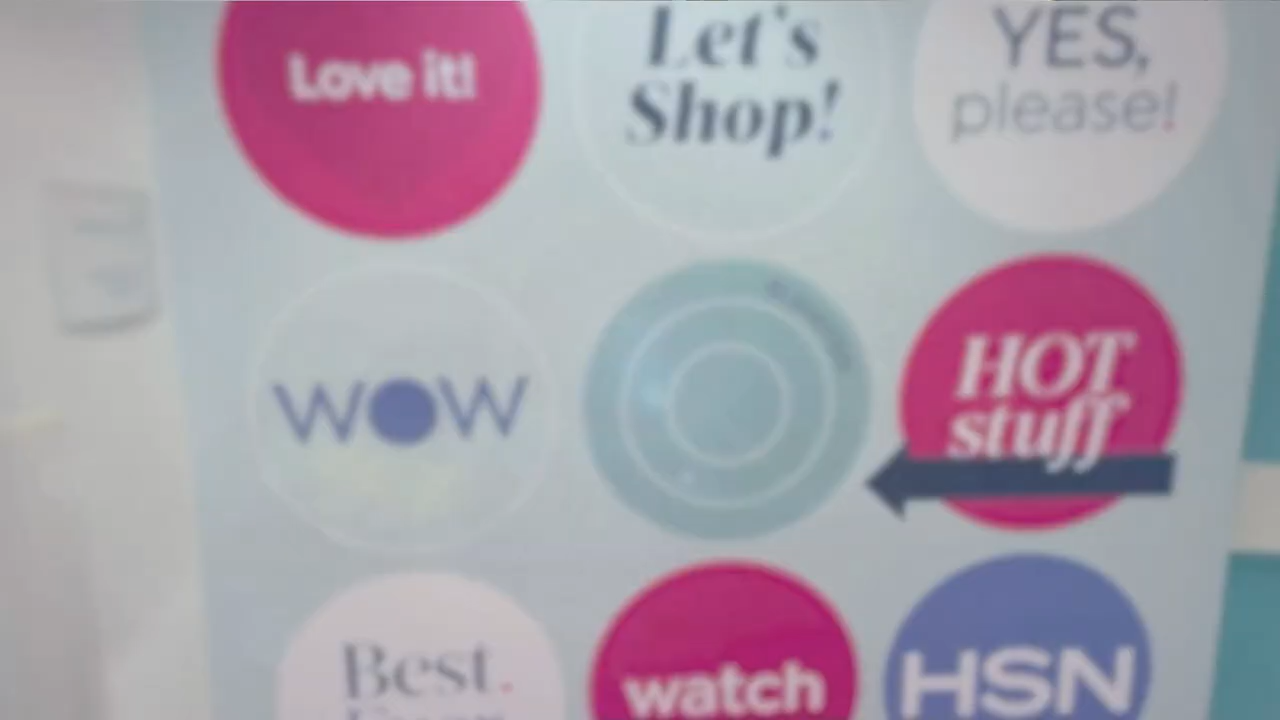 Love it!
Let's
Shop!
YES,
please!
WOW
HOT
stuff
Best.
watch
HSN